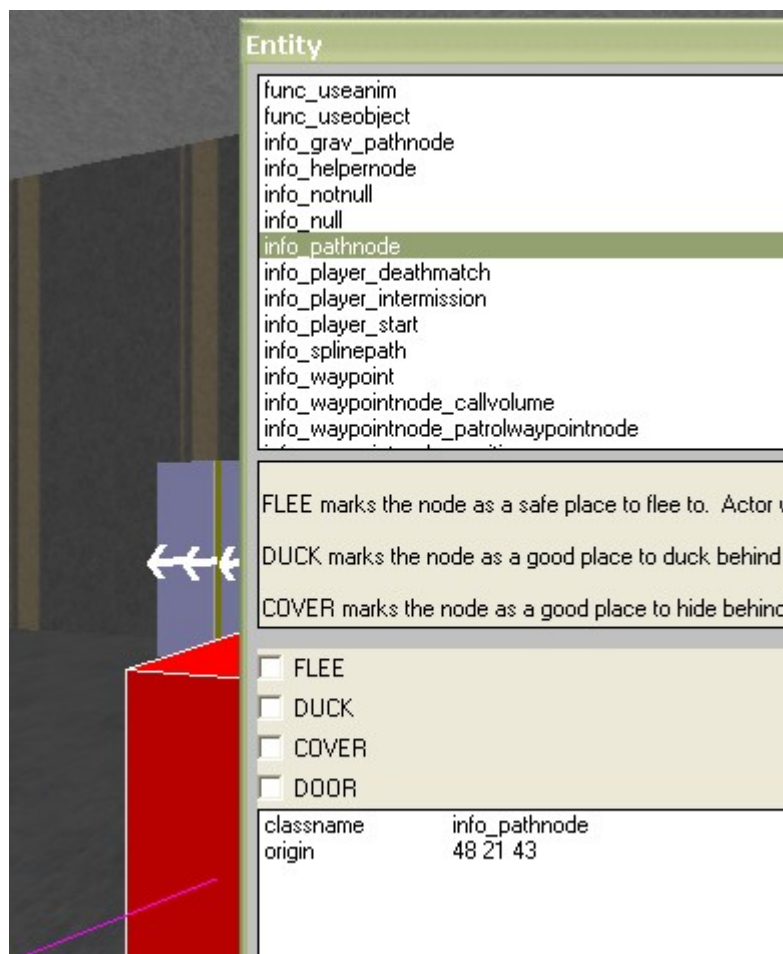 Entity
func_useanim
func_useobject
info_grav_pathnode
info_helpernode
info_notnull
info_null
info_pathnode
info_player_deathmatch
info_player_intermission
info_player_start
info_splinepath
info_waypoint
info_waypointnode_callvolume
info_waypointnode_patrolwaypointnode
FLEE marks the node as a safe place to flee to. Actor
DUCK marks the node as a good place to duck behind
COVER marks the node as a good place to hide
FLEE
DUCK
COVER
DOOR
classname info_pathnode
origin 48 21 43